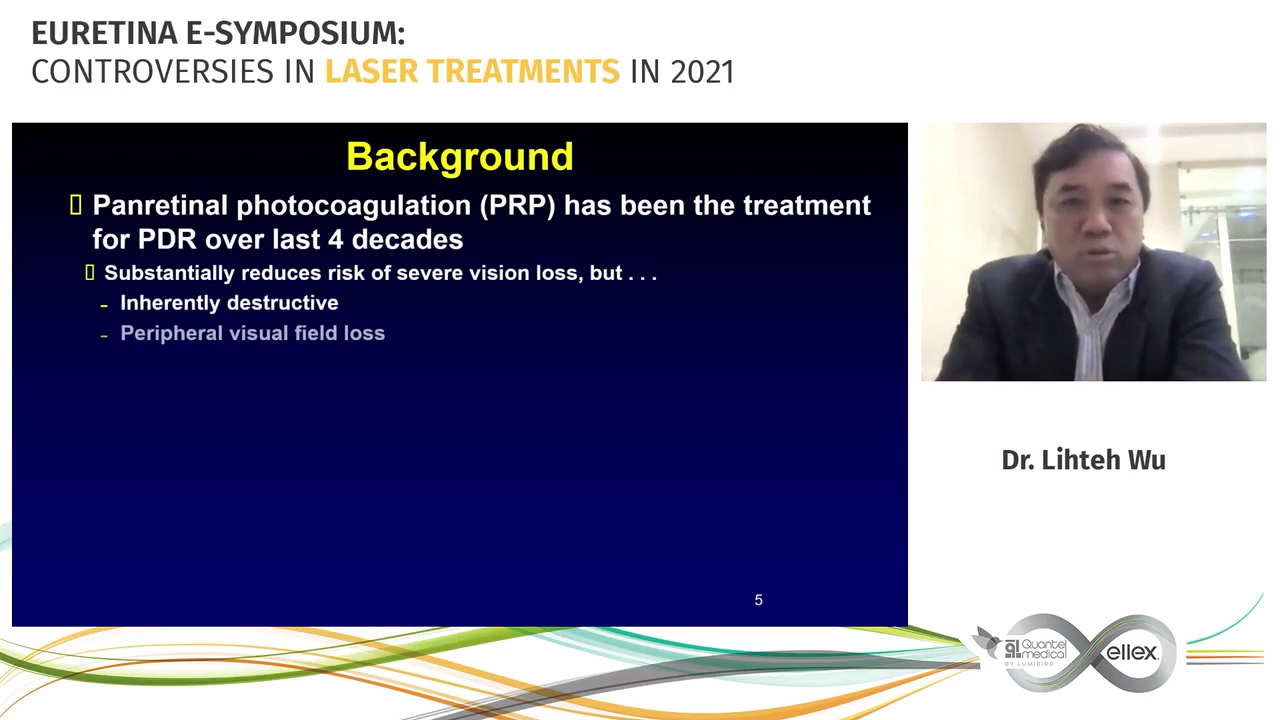 EURETINA E-SYMPOSIUM:
CONTROVERSIES IN LASER TREATMENTS IN 2021
Background
Panretinal photocoagulation (PRP) has been the treatment
for PDR over last 4 decades
Substantially reduces risk of severe vision loss, but . . .
- Inherently destructive
- Peripheral visual field loss
5
Dr. Lihteh Wu
Quantel
medical
BY LUMIBIRD
ellex